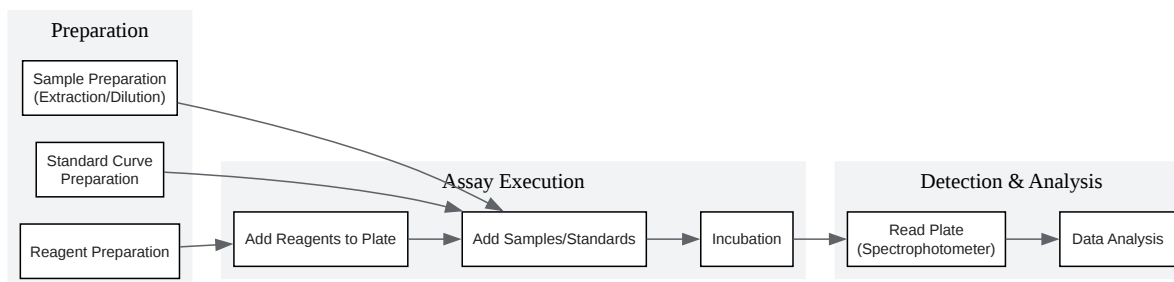 Preparation
Sample Preparation
(Extraction/Dilution)
Standard Curve
Preparation
Reagent Preparation
Assay Execution
Add Reagents to Plate
Add Samples/Standards
Incubation
Detection & Analysis
Read Plate
(Spectrophotometer)
Data Analysis